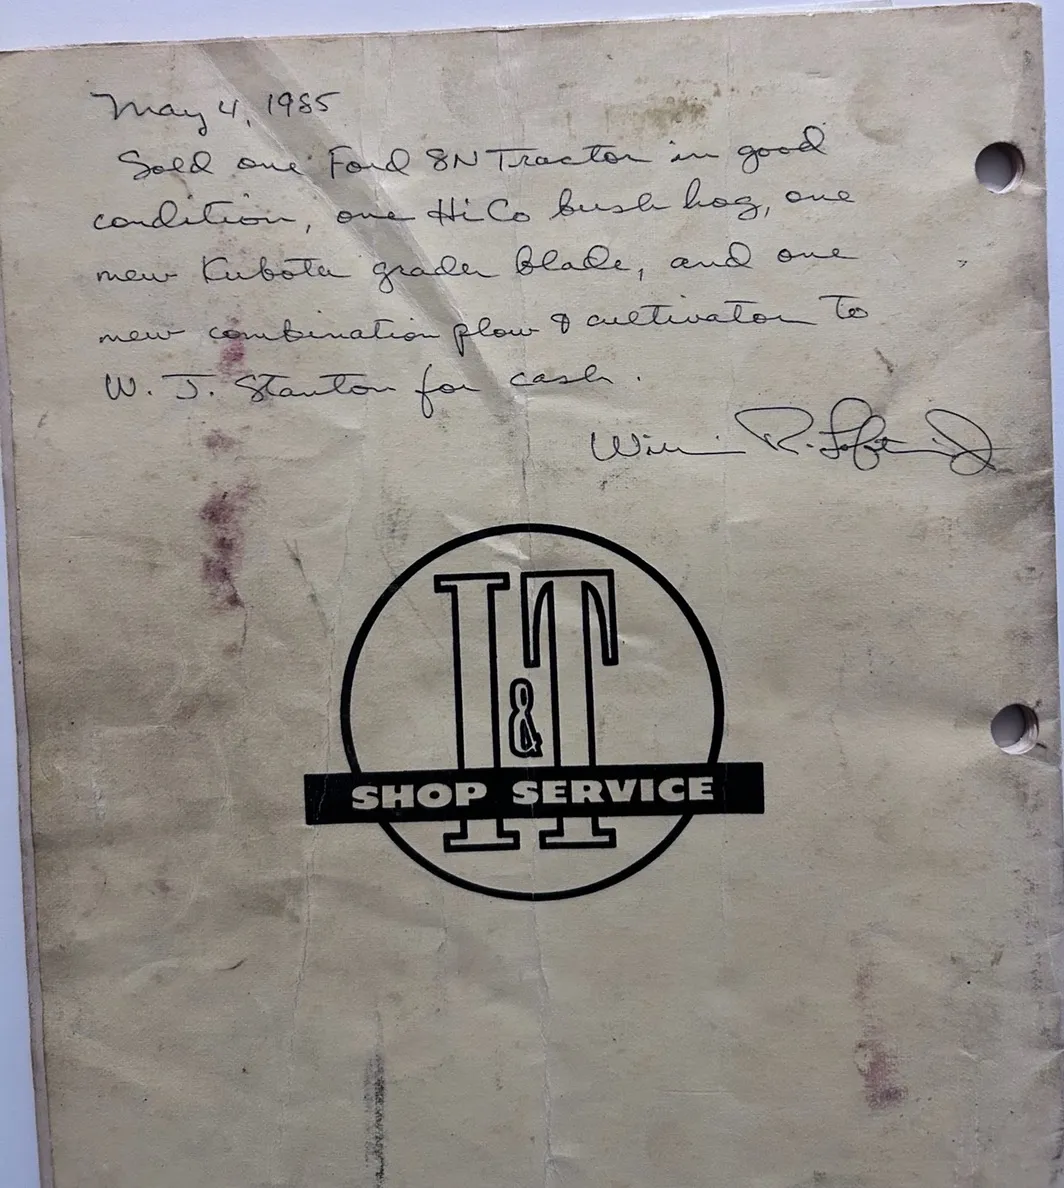 May 4, 1985
Sold one Ford 8N Tractor in good
condition, one HiCo bush hog, one
new Kubota grader blade, and one
new combination plow & cultivator to
W. J. Stanton for cash.
R.
I&T
SHOP SERVICE